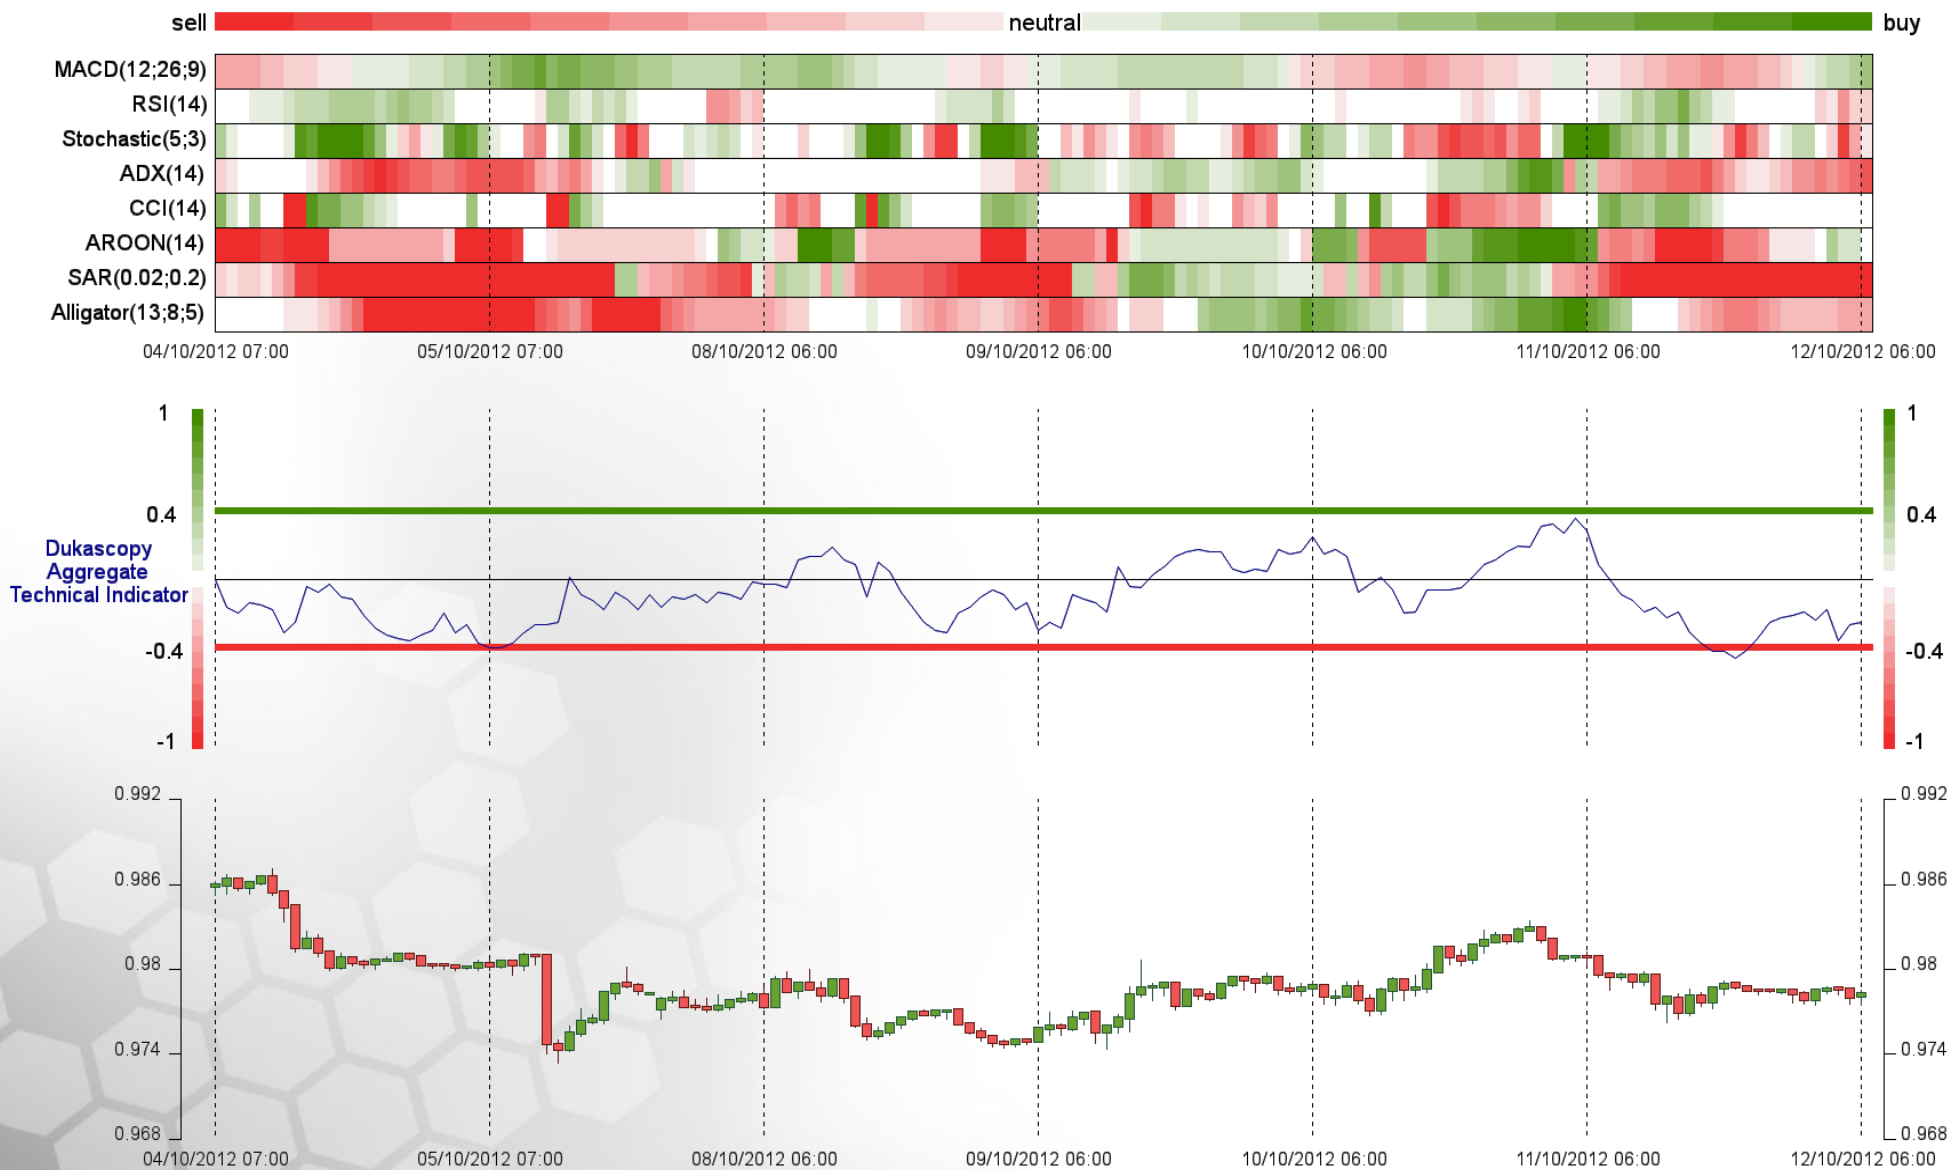 sell neutral buy
MACD(12;26;9)
RSI(14)
Stochastic(5;3)
ADX(14)
CCI(14)
AROON(14)
SAR(0.02;0.2)
Alligator(13;8;5)
04/10/2012 07:00 05/10/2012 07:00 08/10/2012 06:00 09/10/2012 06:00 10/10/2012 06:00 11/10/2012 06:00 12/10/2012 06:00
1 1
0.4 0.4
Dukascopy
Aggregate
Technical Indicator
-0.4 -0.4
-1 -1
0.992 0.992
0.986 0.986
0.98 0.98
0.974 0.974
0.968 0.968
04/10/2012 07:00 05/10/2012 07:00 08/10/2012 06:00 09/10/2012 06:00 10/10/2012 06:00 11/10/2012 06:00 12/10/2012 06:00